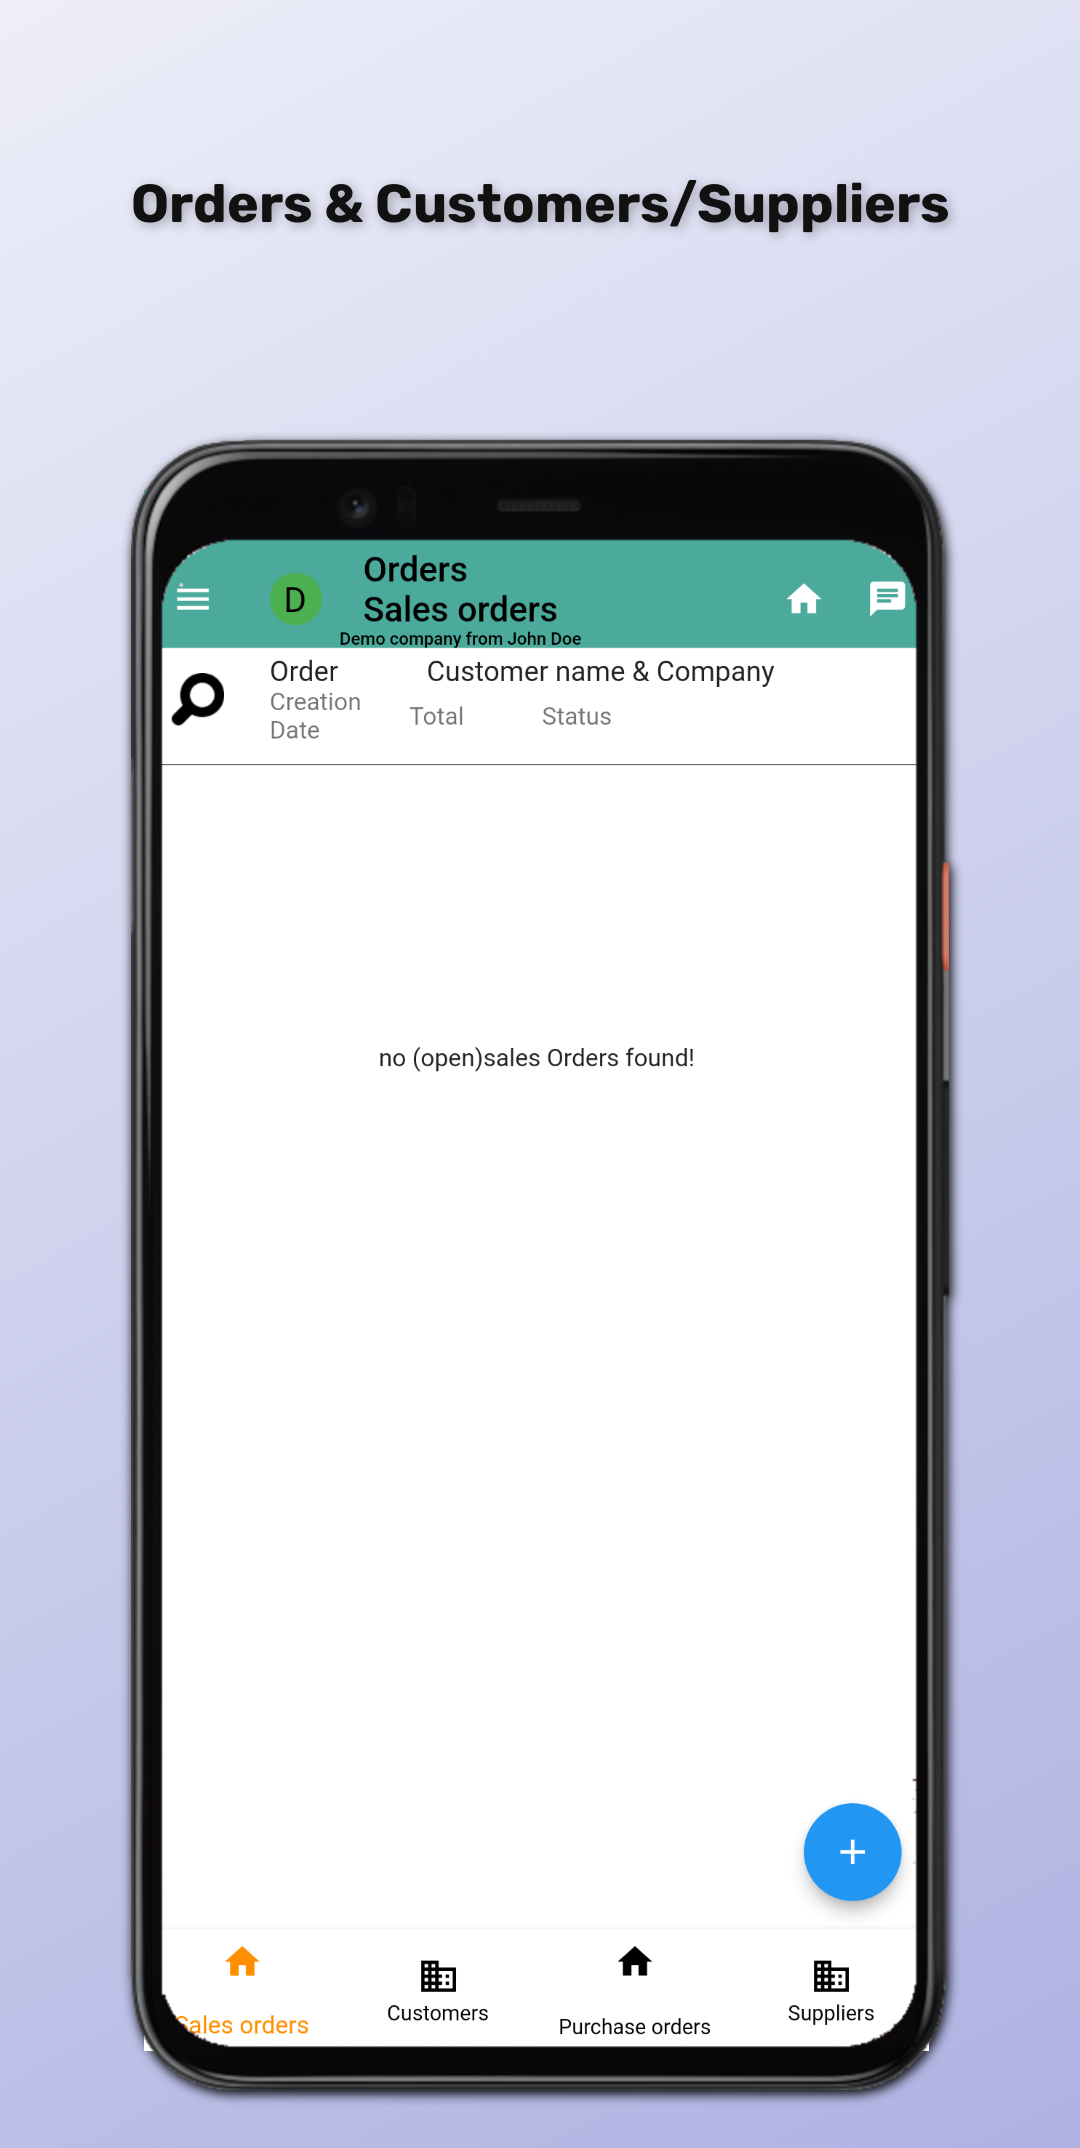 Orders & Customers/Suppliers
D
Orders
Sales orders
Demo company from John Doe
Order
Customer name & Company
Creation
Date
Total
Status
no (open)sales Orders found!
Sales orders
Customers
Purchase orders
Suppliers